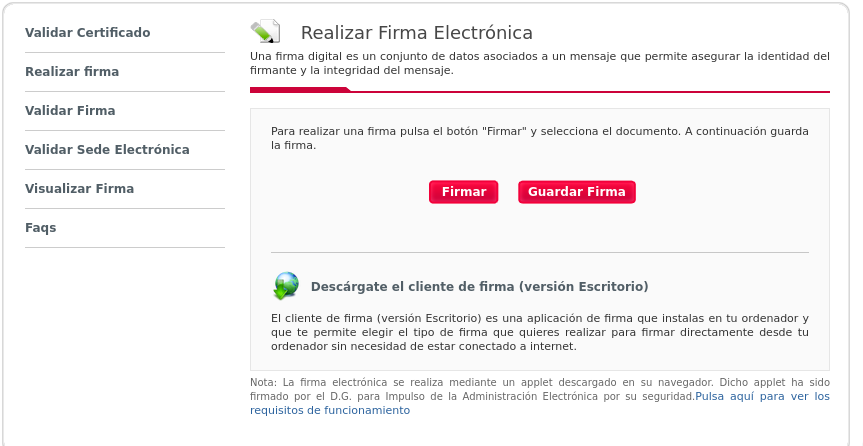 Validar Certificado
Realizar firma
Validar Firma
Validar Sede Electrónica
Visualizar Firma
Faqs
Realizar Firma Electrónica
Una firma digital es un conjunto de datos asociados a un mensaje que permite asegurar la identidad del
firmante y la integridad del mensaje.
Para realizar una firma pulsa el botón "Firmar" y selecciona el documento. A continuación guarda
la firma.
Firmar
Guardar Firma
Descárgate el cliente de firma (versión Escritorio)
El cliente de firma (versión Escritorio) es una aplicación de firma que instalas en tu ordenador y
que te permite elegir el tipo de firma que quieres realizar para firmar directamente desde tu
ordenador sin necesidad de estar conectado a internet.
Nota: La firma electrónica se realiza mediante un applet descargado en su navegador. Dicho applet ha sido
firmado por el D.G. para Impulso de la Administración Electrónica por su seguridad.Pulsa aquí para ver los
requisitos de funcionamiento